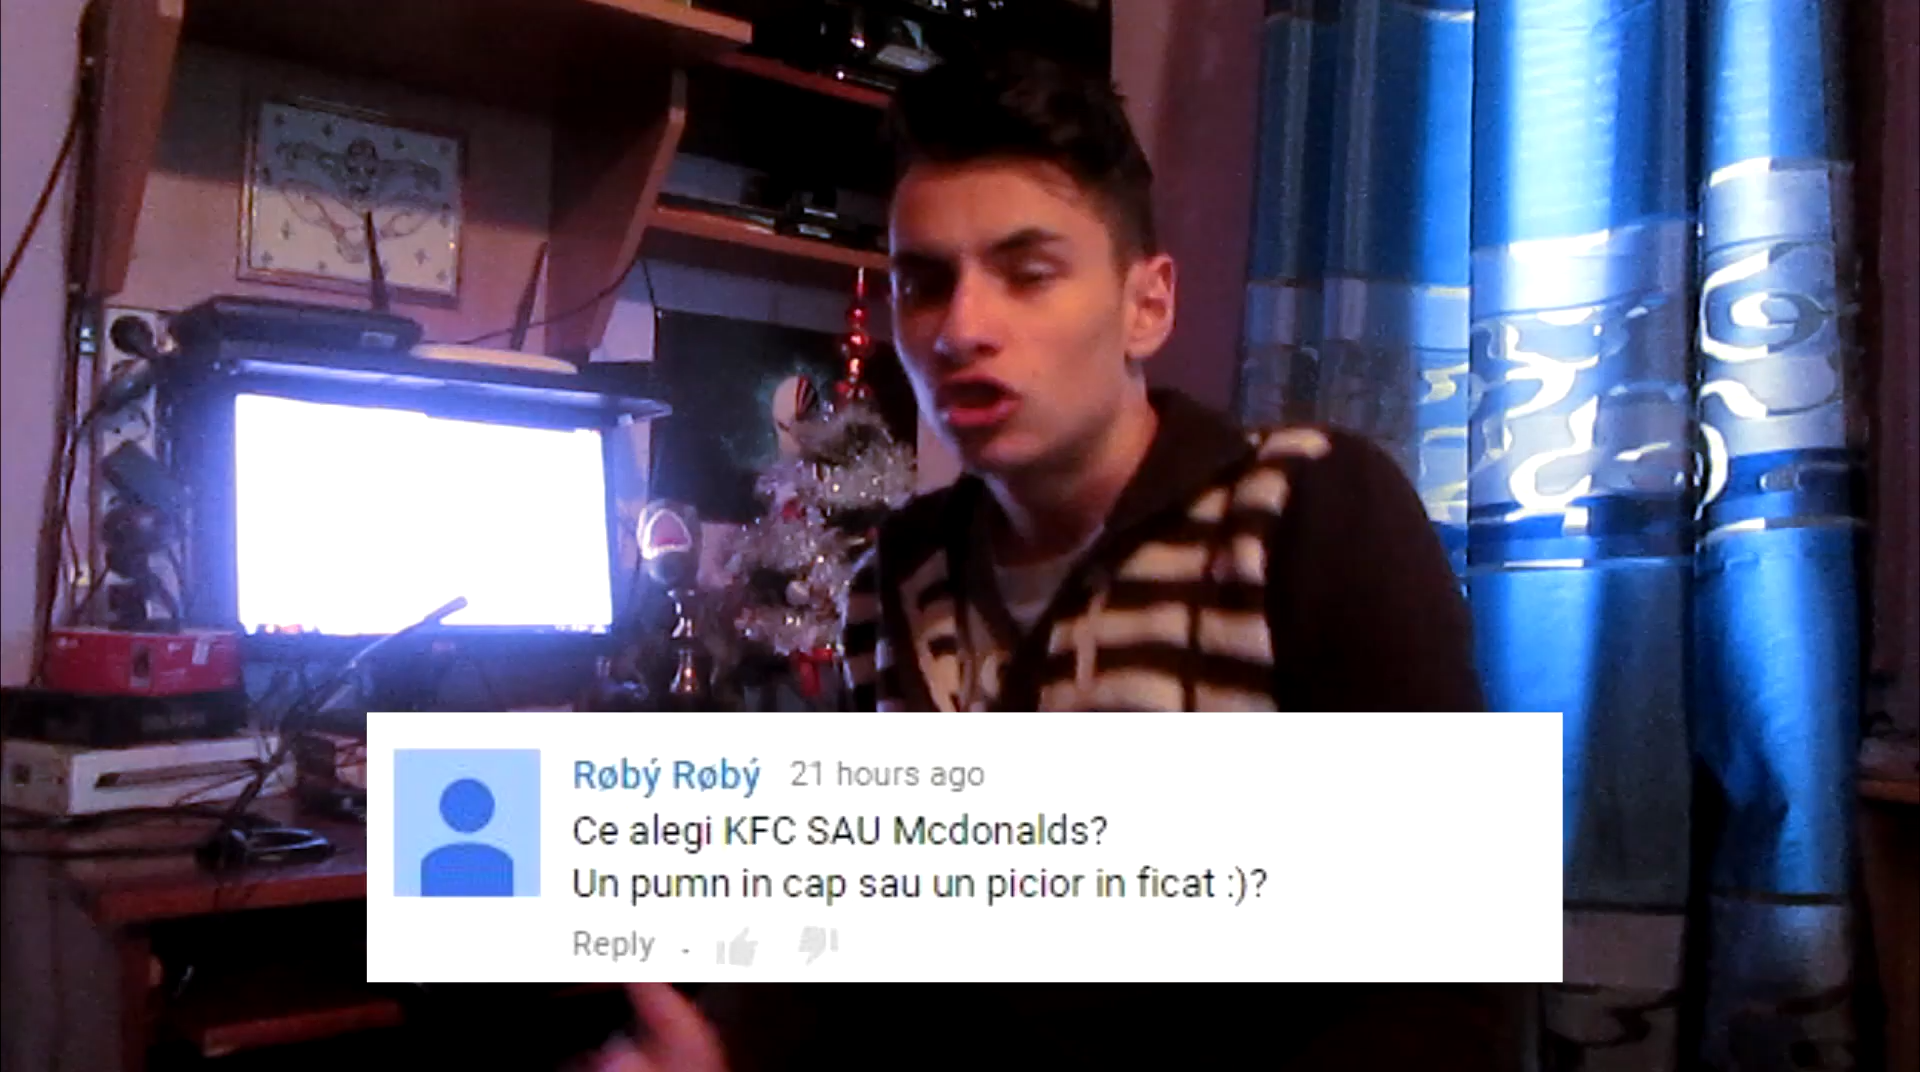 Røbý Røbý 21 hours ago
Ce alegi KFC SAU Mcdonalds?
Un pumn in cap sau un picior in ficat :)?
Reply